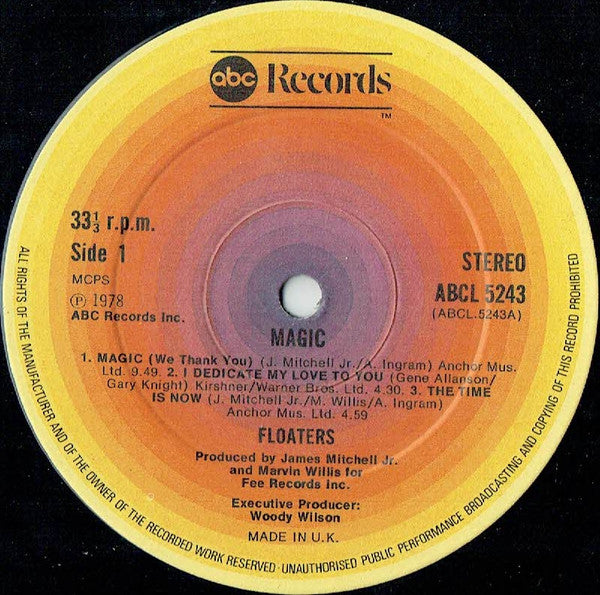 abc Records
TM
33⅓ r.p.m.
Side 1
MCPS
Ⓟ 1978
ABC Records Inc.
STEREO
ABCL 5243
(ABCL.5243A)
MAGIC
1. MAGIC (We Thank You) (J. Mitchell Jr./A. Ingram) Anchor Mus.
Ltd. 9.49. 2. I DEDICATE MY LOVE TO YOU (Gene Allanson/
Gary Knight) Kirshner/Warner Bros. Ltd. 4.30. 3. THE TIME
IS NOW (J. Mitchell Jr./M. Willis/A. Ingram)
Anchor Mus. Ltd. 4.59
FLOATERS
Produced by James Mitchell Jr.
and Marvin Willis for
Fee Records Inc.
Executive Producer:
Woody Wilson
MADE IN U.K.
ALL RIGHTS OF THE MANUFACTURER AND OF THE OWNER OF THE RECORDED WORK RESERVED · UNAUTHORISED PUBLIC PERFORMANCE BROADCASTING AND COPYING OF THIS RECORD PROHIBITED